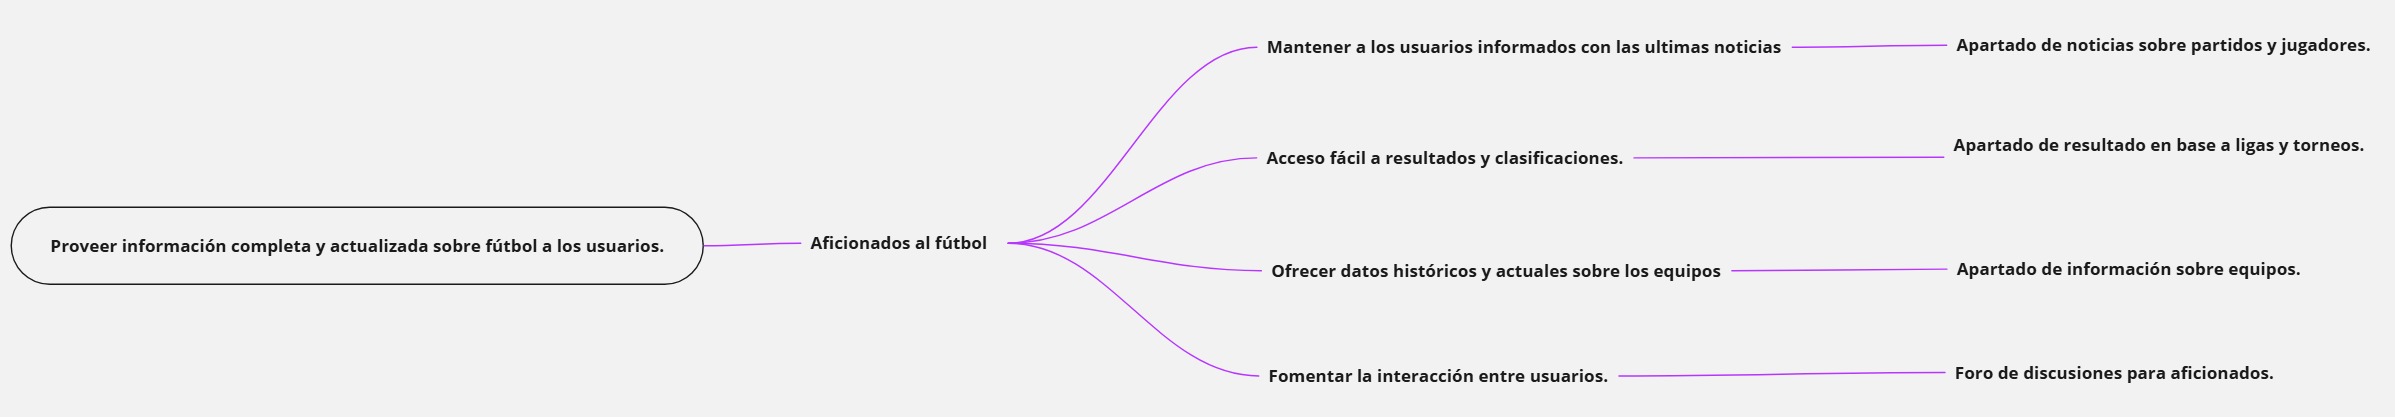 Proveer información completa y actualizada sobre fútbol a los usuarios.
Aficionados al fútbol
Mantener a los usuarios informados con las ultimas noticias
Apartado de noticias sobre partidos y jugadores.
Acceso fácil a resultados y clasificaciones.
Apartado de resultado en base a ligas y torneos.
Ofrecer datos históricos y actuales sobre los equipos
Apartado de información sobre equipos.
Fomentar la interacción entre usuarios.
Foro de discusiones para aficionados.